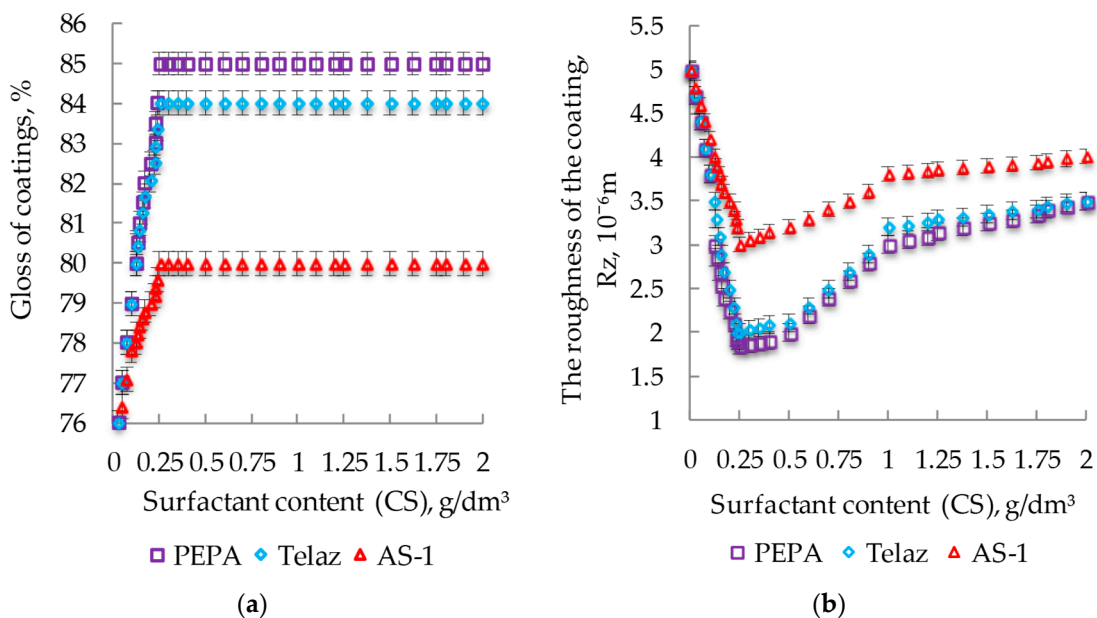 Gloss of coatings, %
86
85
84
83
82
81
80
79
78
77
76
0 0.25 0.5 0.75 1 1.25 1.5 1.75 2
Surfactant content (CS), g/dm³
PEPA Telaz AS-1
(a)
The roughness of the coating,
Rz, 10⁻⁶m
5.5
5
4.5
4
3.5
3
2.5
2
1.5
1
0 0.25 0.5 0.75 1 1.25 1.5 1.75 2
Surfactant content (CS), g/dm³
PEPA Telaz AS-1
(b)